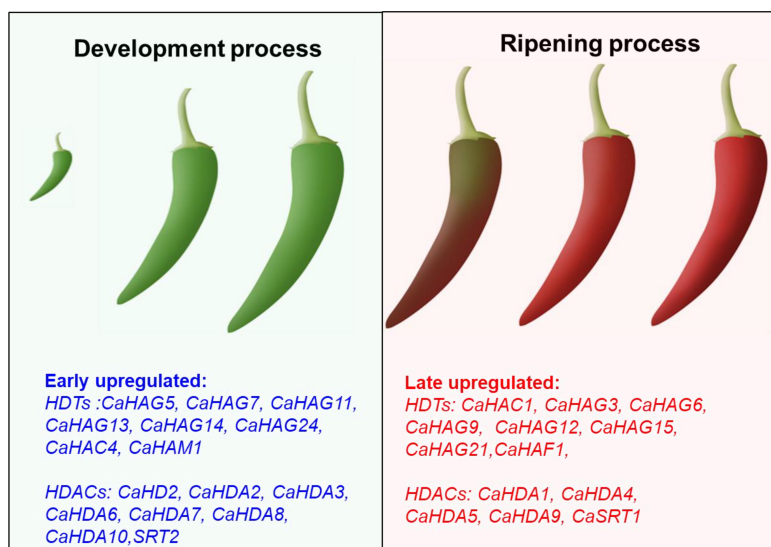 Development process
Ripening process
Early upregulated:
HDTs :CaHAG5, CaHAG7, CaHAG11,
CaHAG13, CaHAG14, CaHAG24,
CaHAC4, CaHAM1
HDACs: CaHD2, CaHDA2, CaHDA3,
CaHDA6, CaHDA7, CaHDA8,
CaHDA10,SRT2
Late upregulated:
HDTs: CaHAC1, CaHAG3, CaHAG6,
CaHAG9, CaHAG12, CaHAG15,
CaHAG21,CaHAF1,
HDACs: CaHDA1, CaHDA4,
CaHDA5, CaHDA9, CaSRT1